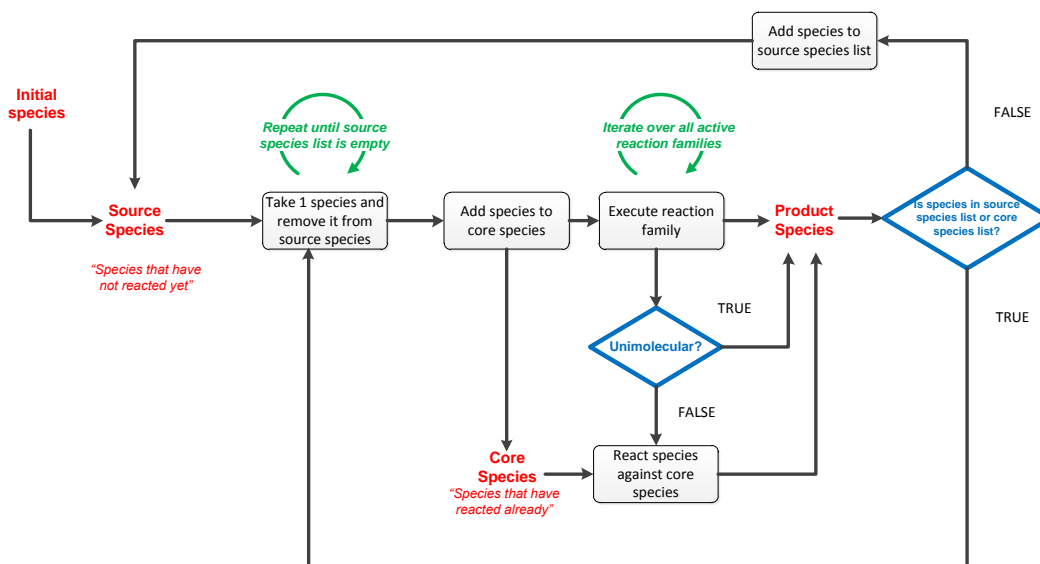 Add species to
source species list
Initial
species
FALSE
Repeat until source
species list is empty
Iterate over all active
reaction families
Source
Species
Take 1 species and
remove it from
source species
Add species to
core species
Execute reaction
family
Product
Species
Is species in source
species list or core
species list?
“Species that have
not reacted yet”
TRUE
TRUE
Unimolecular?
FALSE
Core
Species
“Species that have
reacted already”
React species
against core
species